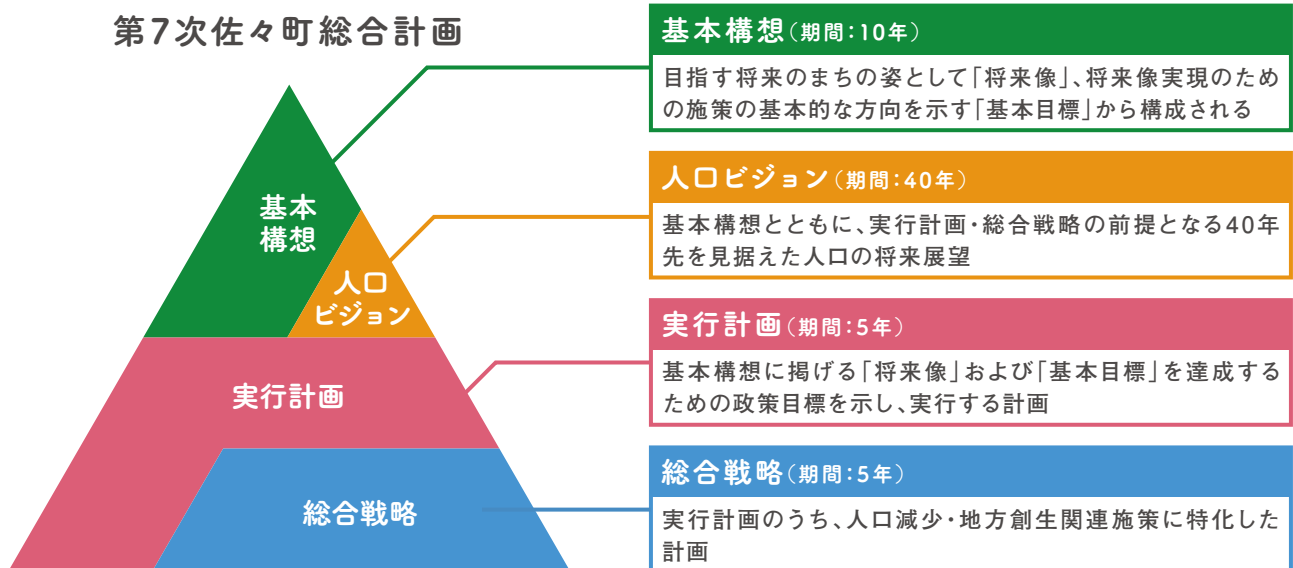 第7次佐々町総合計画
基本
構想
人口
ビジョン
実行計画
総合戦略
基本構想(期間:10年)
目指す将来のまちの姿として「将来像」、将来像実現のため
の施策の基本的な方向を示す「基本目標」から構成される
人口ビジョン(期間:40年)
基本構想とともに、実行計画・総合戦略の前提となる40年
先を見据えた人口の将来展望
実行計画(期間:5年)
基本構想に掲げる「将来像」および「基本目標」を達成する
ための政策目標を示し、実行する計画
総合戦略(期間:5年)
実行計画のうち、人口減少・地方創生関連施策に特化した
計画